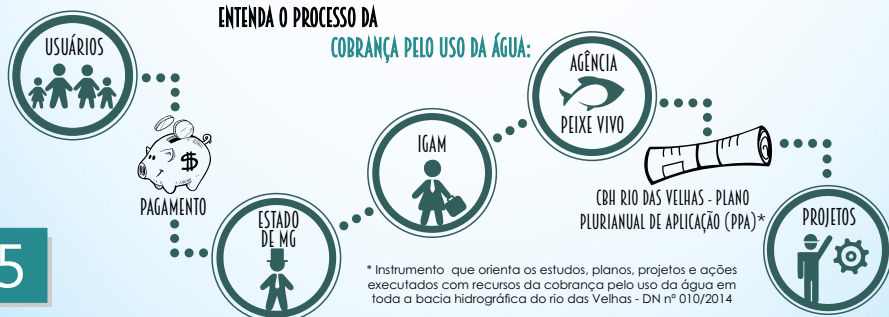 ENTENDA O PROCESSO DA
COBRANÇA PELO USO DA ÁGUA:
USUÁRIOS
$
PAGAMENTO
ESTADO
DE MG
IGAM
AGÊNCIA
PEIXE VIVO
CBH RIO DAS VELHAS - PLANO
PLURIANUAL DE APLICAÇÃO (PPA)*
PROJETOS
* Instrumento que orienta os estudos, planos, projetos e ações
executados com recursos da cobrança pelo uso da água em
toda a bacia hidrográfica do rio das Velhas - DN nº 010/2014
5